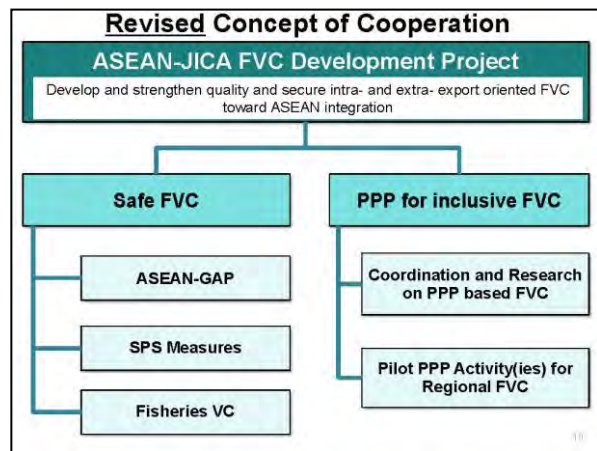 Revised Concept of Cooperation
ASEAN-JICA FVC Development Project
Develop and strengthen quality and secure intra- and extra- export oriented FVC
toward ASEAN integration
Safe FVC
ASEAN-GAP
SPS Measures
Fisheries VC
PPP for inclusive FVC
Coordination and Research
on PPP based FVC
Pilot PPP Activity(ies) for
Regional FVC